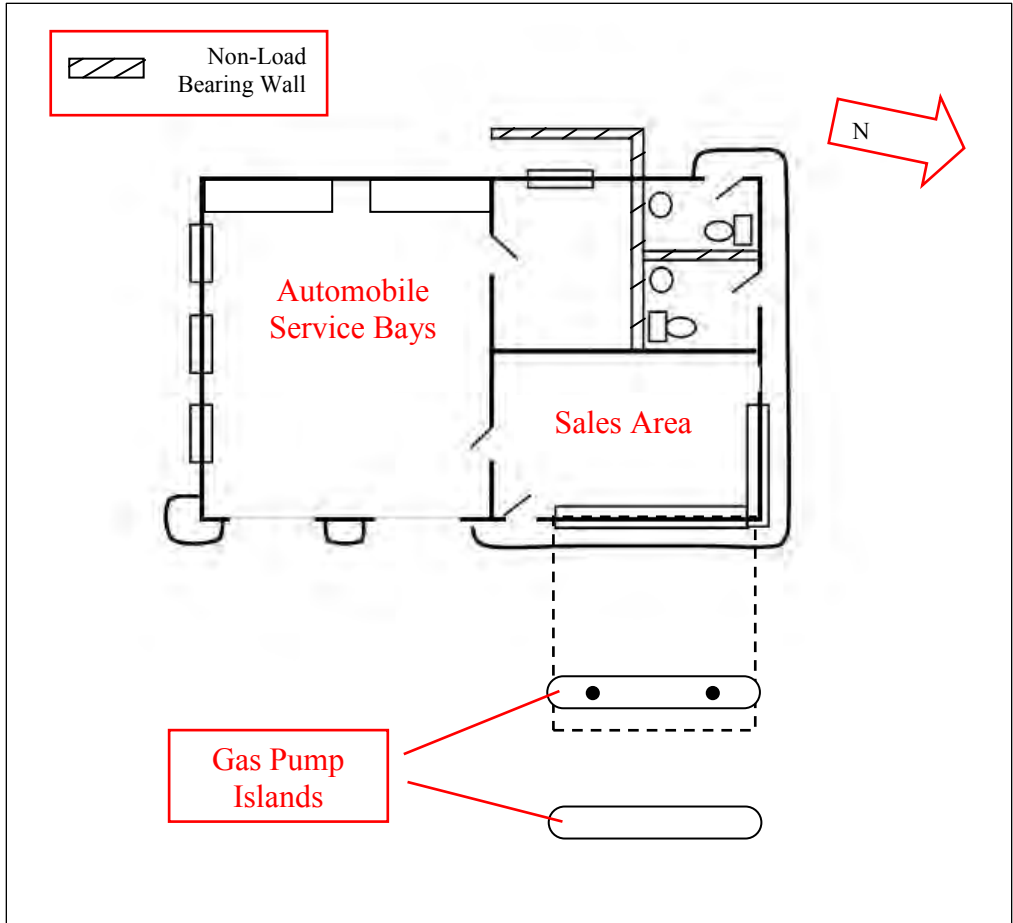 Non-Load
Bearing Wall
N
Automobile
Service Bays
Sales Area
Gas Pump
Islands